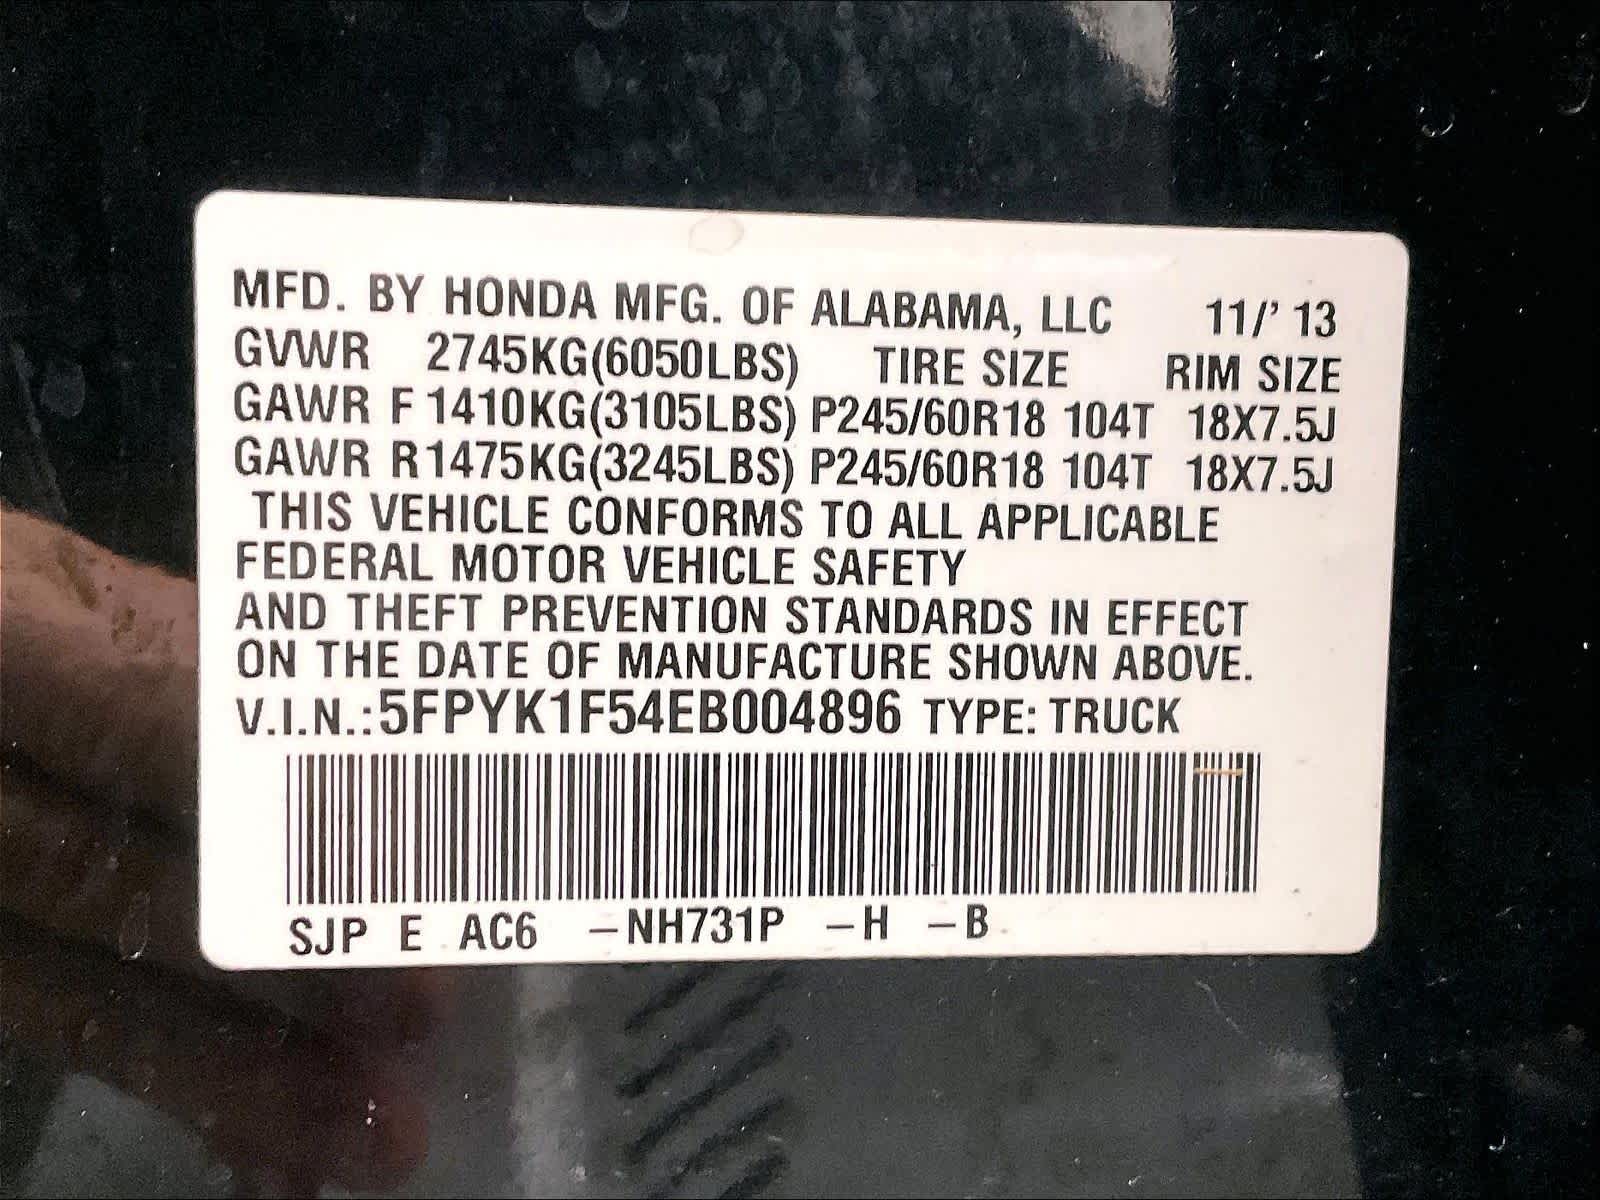 MFD. BY HONDA MFG. OF ALABAMA, LLC 11/' 13
GVWR 2745KG(6050LBS) TIRE SIZE RIM SIZE
GAWR F 1410KG(3105LBS) P245/60R18 104T 18X7.5J
GAWR R 1475KG(3245LBS) P245/60R18 104T 18X7.5J
THIS VEHICLE CONFORMS TO ALL APPLICABLE
FEDERAL MOTOR VEHICLE SAFETY
AND THEFT PREVENTION STANDARDS IN EFFECT
ON THE DATE OF MANUFACTURE SHOWN ABOVE.
V.I.N.:5FPYK1F54EB004896 TYPE: TRUCK
SJP E AC6 –NH731P –H –B